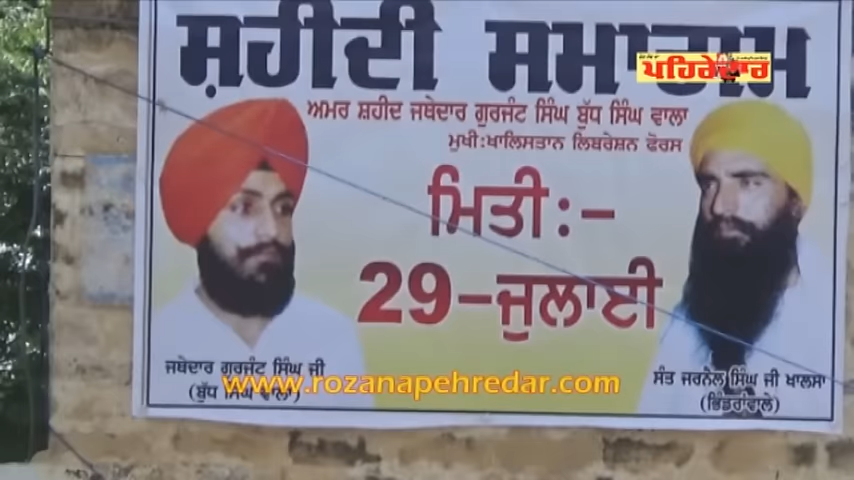 ਸ਼ਹੀਦੀ ਸਮਾਗਮ
ਪਹਿਰੇਦਾਰ
ਅਮਰ ਸ਼ਹੀਦ ਜਥੇਦਾਰ ਗੁਰਜੰਟ ਸਿੰਘ ਬੁੱਧ ਸਿੰਘ ਵਾਲਾ
ਮੁਖੀ:ਖਾਲਿਸਤਾਨ ਲਿਬਰੇਸ਼ਨ ਫੋਰਸ
ਮਿਤੀ:-
29-ਜੁਲਾਈ
ਜਥੇਦਾਰ ਗੁਰਜੰਟ ਸਿੰਘ ਜੀ
(ਬੁੱਧ ਸਿੰਘ ਵਾਲਾ)
www.rozanapehredar.com
ਸੰਤ ਜਰਨੈਲ ਸਿੰਘ ਜੀ ਖਾਲਸਾ
(ਭਿੰਡਰਾਂਵਾਲੇ)